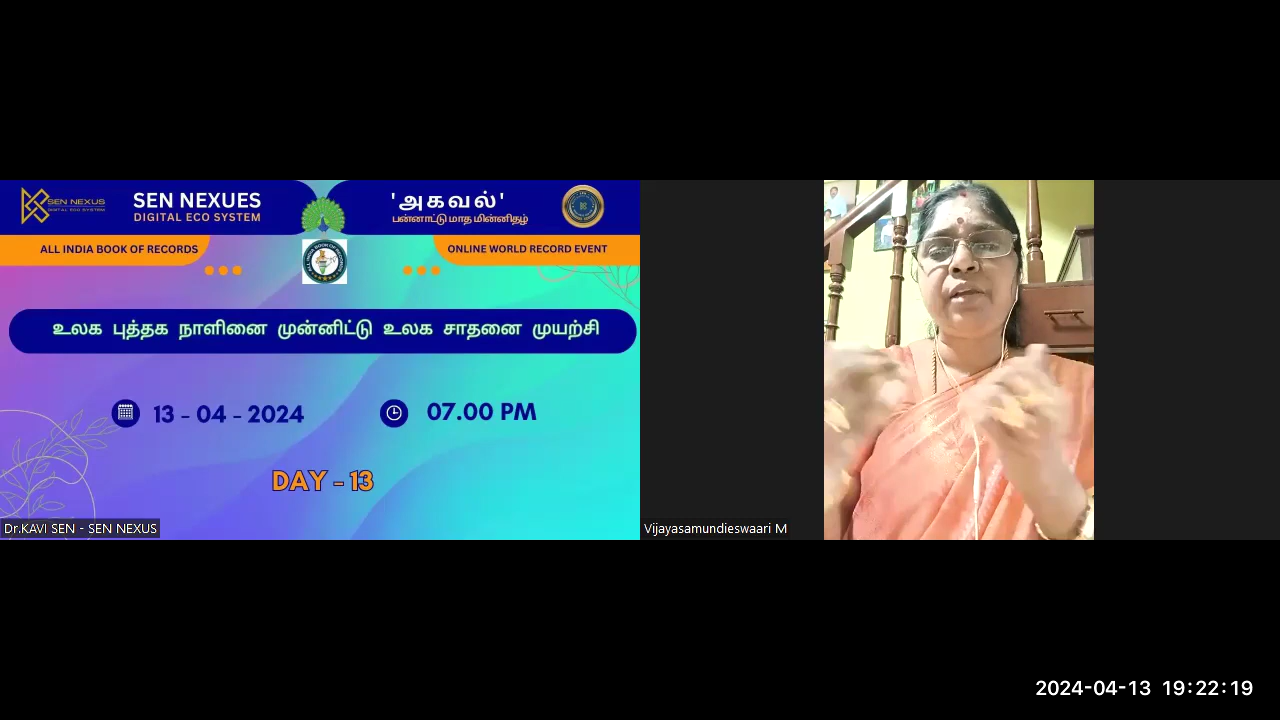 SEN NEXUS
DIGITAL ECO SYSTEM
SEN NEXUES
DIGITAL ECO SYSTEM
'அகவல்'
பன்னாட்டு மாத மின்னிதழ்
ALL INDIA BOOK OF RECORDS
ONLINE WORLD RECORD EVENT
உலக புத்தக நாளினை முன்னிட்டு உலக சாதனை முயற்சி
13 - 04 - 2024
07.00 PM
DAY - 13
Dr.KAVI SEN - SEN NEXUS
Vijayasamundieswaari M
2024-04-13 19:22:19